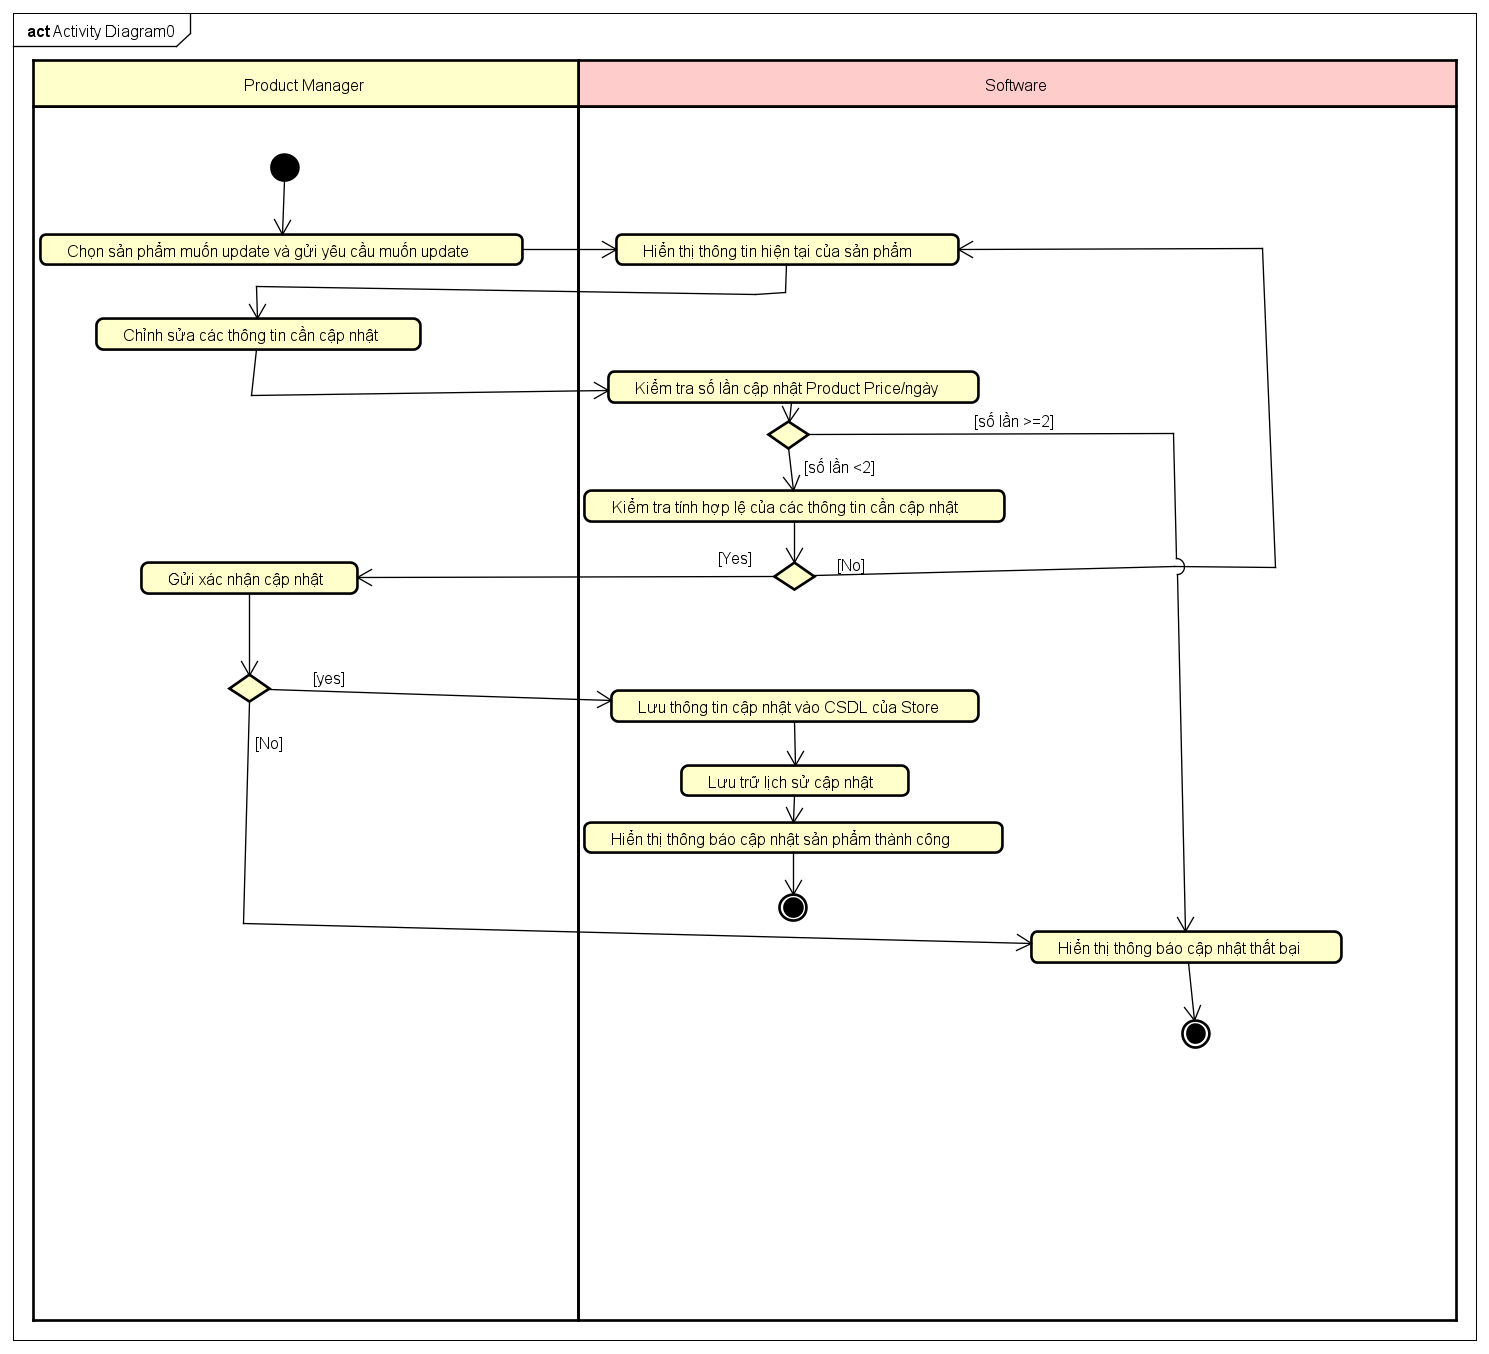 act Activity Diagram0
Product Manager
Software
Chọn sản phẩm muốn update và gửi yêu cầu muốn update
Hiển thị thông tin hiện tại của sản phẩm
Chỉnh sửa các thông tin cần cập nhật
Kiểm tra số lần cập nhật Product Price/ngày
[số lần >=2]
[số lần <2]
Kiểm tra tính hợp lệ của các thông tin cần cập nhật
[Yes]
[No]
Gửi xác nhận cập nhật
[yes]
Lưu thông tin cập nhật vào CSDL của Store
[No]
Lưu trữ lịch sử cập nhật
Hiển thị thông báo cập nhật sản phẩm thành công
Hiển thị thông báo cập nhật thất bại